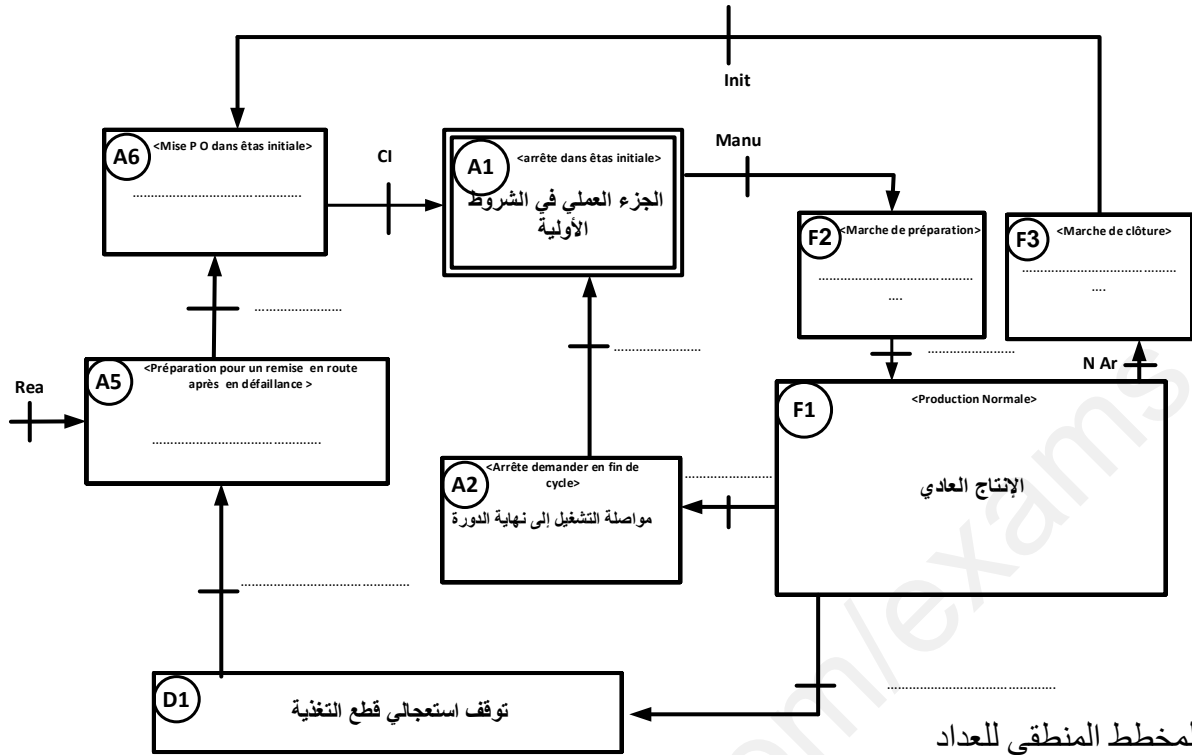 Init
A6
<Mise P O dans êtas initiale>
........................................
CI
A1
<arrête dans êtas initiale>
الجزء العملي في الشروط
الأولية
Manu
F2
<Marche de préparation>
.....................................
....
F3
<Marche de clôture>
.....................................
....
.....................
Rea
A5
<Préparation pour un remise en route
après en défaillance >
........................................
.....................
.....................
N Ar
F1
<Production Normale>
الإنتاج العادي
A2
<Arrête demander en fin de
cycle>
مواصلة التشغيل إلى نهاية الدورة
.....................
........................................
D1
توقف استعجالي قطع التغذية
........................................
لمخطط المنطقي للعداد
om/exams